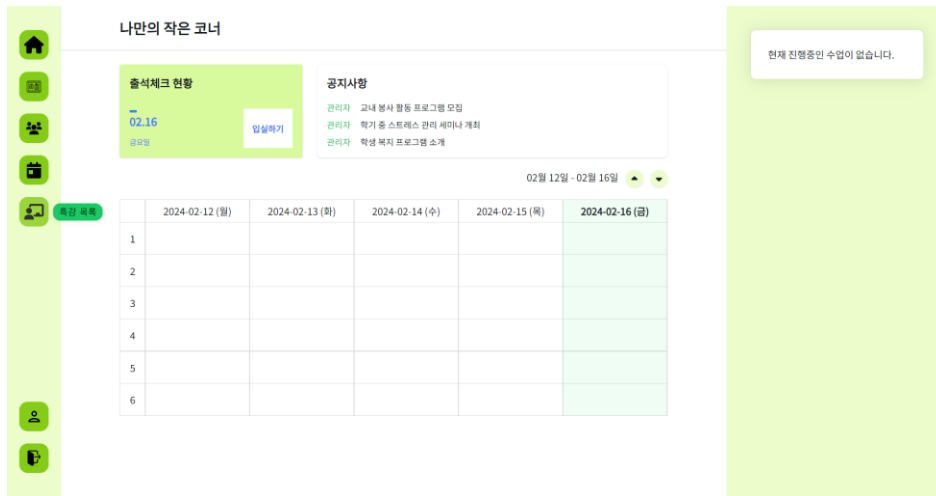 나만의 작은 코너
현재 진행중인 수업이 없습니다.
출석체크 현황
02.16
금요일
입실하기
공지사항
관리자 교내 봉사 활동 프로그램 모집
관리자 학기 중 스트레스 관리 세미나 개최
관리자 학생 복지 프로그램 소개
02월 12일 - 02월 16일
특강 목록
2024-02-12 (월) 2024-02-13 (화) 2024-02-14 (수) 2024-02-15 (목) 2024-02-16 (금)
1
2
3
4
5
6